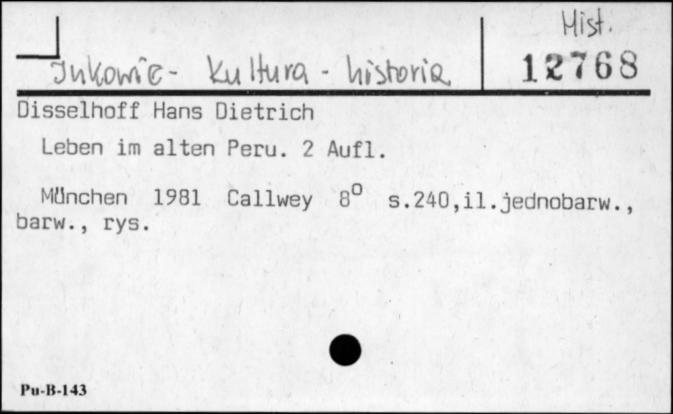 Hist.
Inkowie - Kultura - historia
12768
Disselhoff Hans Dietrich
Leben im alten Peru. 2 Aufl.
München 1981 Callwey 8° s.240,il.jednobarw.,
barw., rys.
Pu-B-143